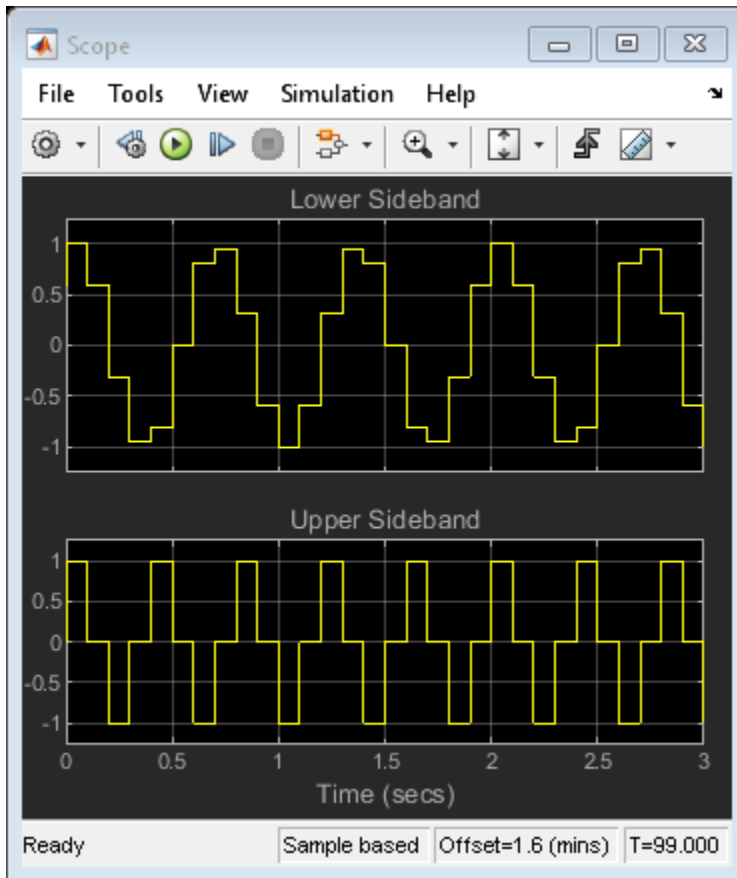 Scope
File Tools View Simulation Help
Lower Sideband
1
0.5
0
-0.5
-1
Upper Sideband
1
0.5
0
-0.5
-1
0 0.5 1 1.5 2 2.5 3
Time (secs)
Ready Sample based Offset=1.6 (mins) T=99.000